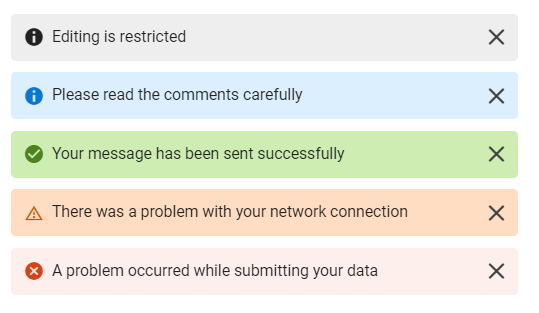 Editing is restricted
Please read the comments carefully
Your message has been sent successfully
There was a problem with your network connection
A problem occurred while submitting your data